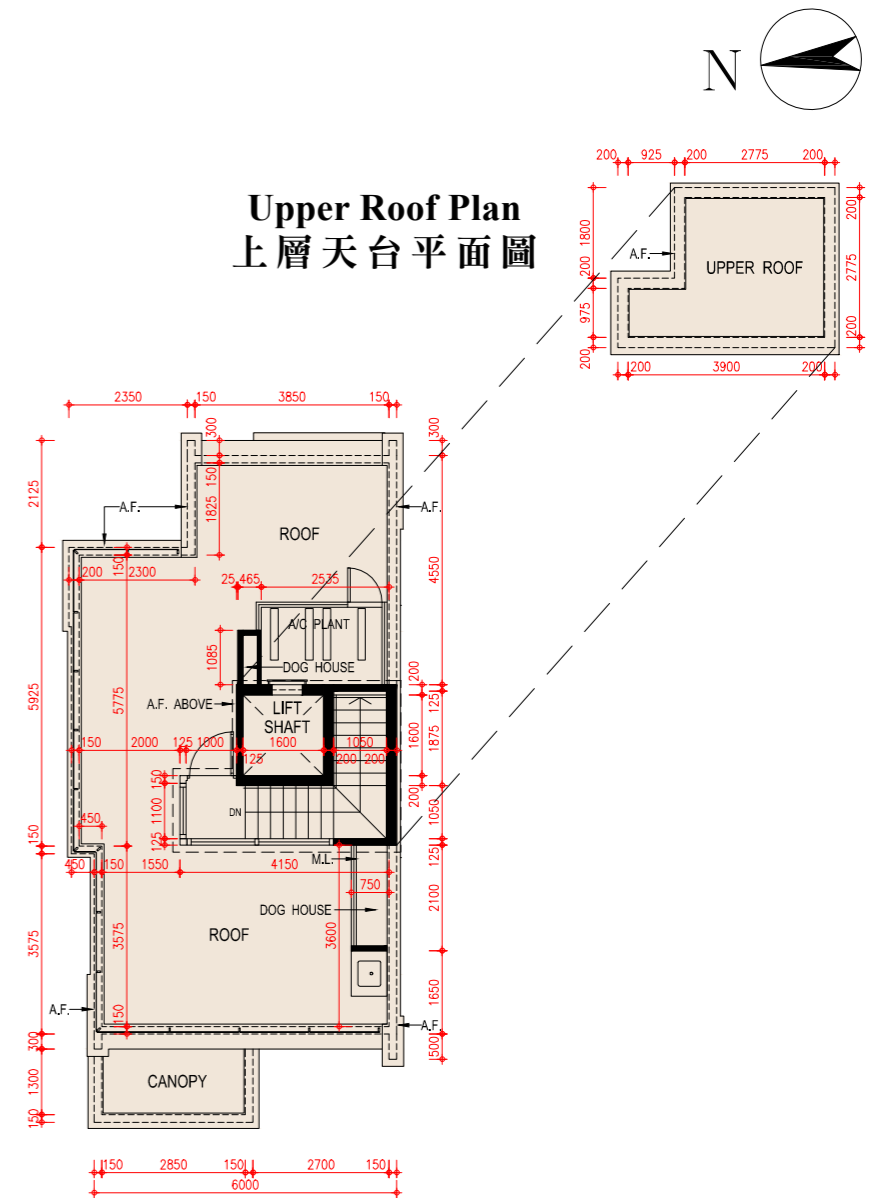 N
200 925 200 2775 200
Upper Roof Plan
上層天台平面圖
1800
200
975
200
A.F.
UPPER ROOF
200
2775
200
200 3900 200
2350 150 3850 150
300
300
2125
150
1825
A.F.
A.F.
ROOF
4550
150
200 2300
25 465 2535
A/C PLANT
1085
DOG HOUSE
200
125
5925
5775
A.F. ABOVE
LIFT
SHAFT
1600
1875
150 2000 125 1000 1600 1050
125
200 200
150
200
1100
DN
1050
450
125
150
125
M.L.
450 150 1550 4150
750
2100
DOG HOUSE
ROOF
3575
3575
3600
1650
150
A.F.
A.F.
300
500
1300
CANOPY
150
150 2850 150 2700 150
6000